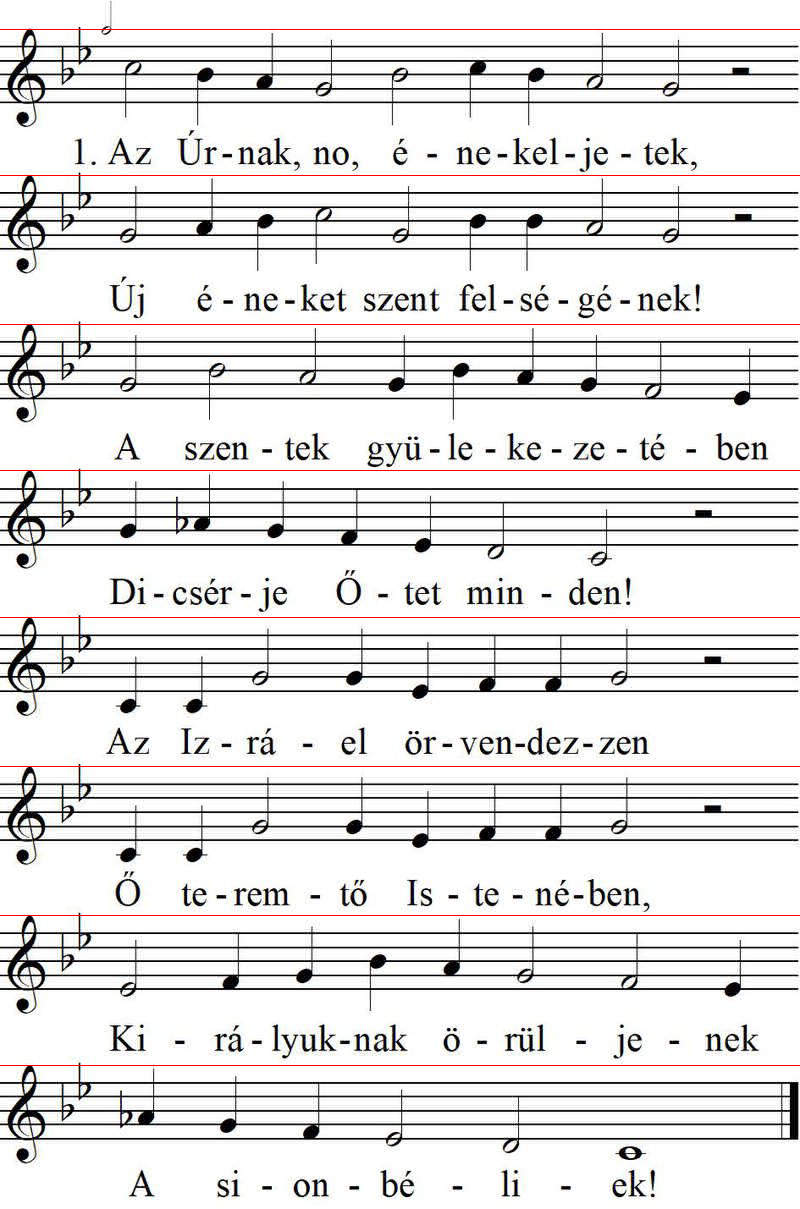 1. Az Úr-nak, no, é - ne-kel-je - tek,
Új é - ne-ket szent fel-sé-gé-nek!
A szen - tek gyü-le - ke - ze - té - ben
Di-csér-je Ő - tet min - den!
Az Iz - rá - el ör-ven-dez-zen
Ő te-rem - tő Is - te - né-ben,
Ki - rá-lyuk-nak ö - rül - je - nek
A si - on - bé - li - ek!